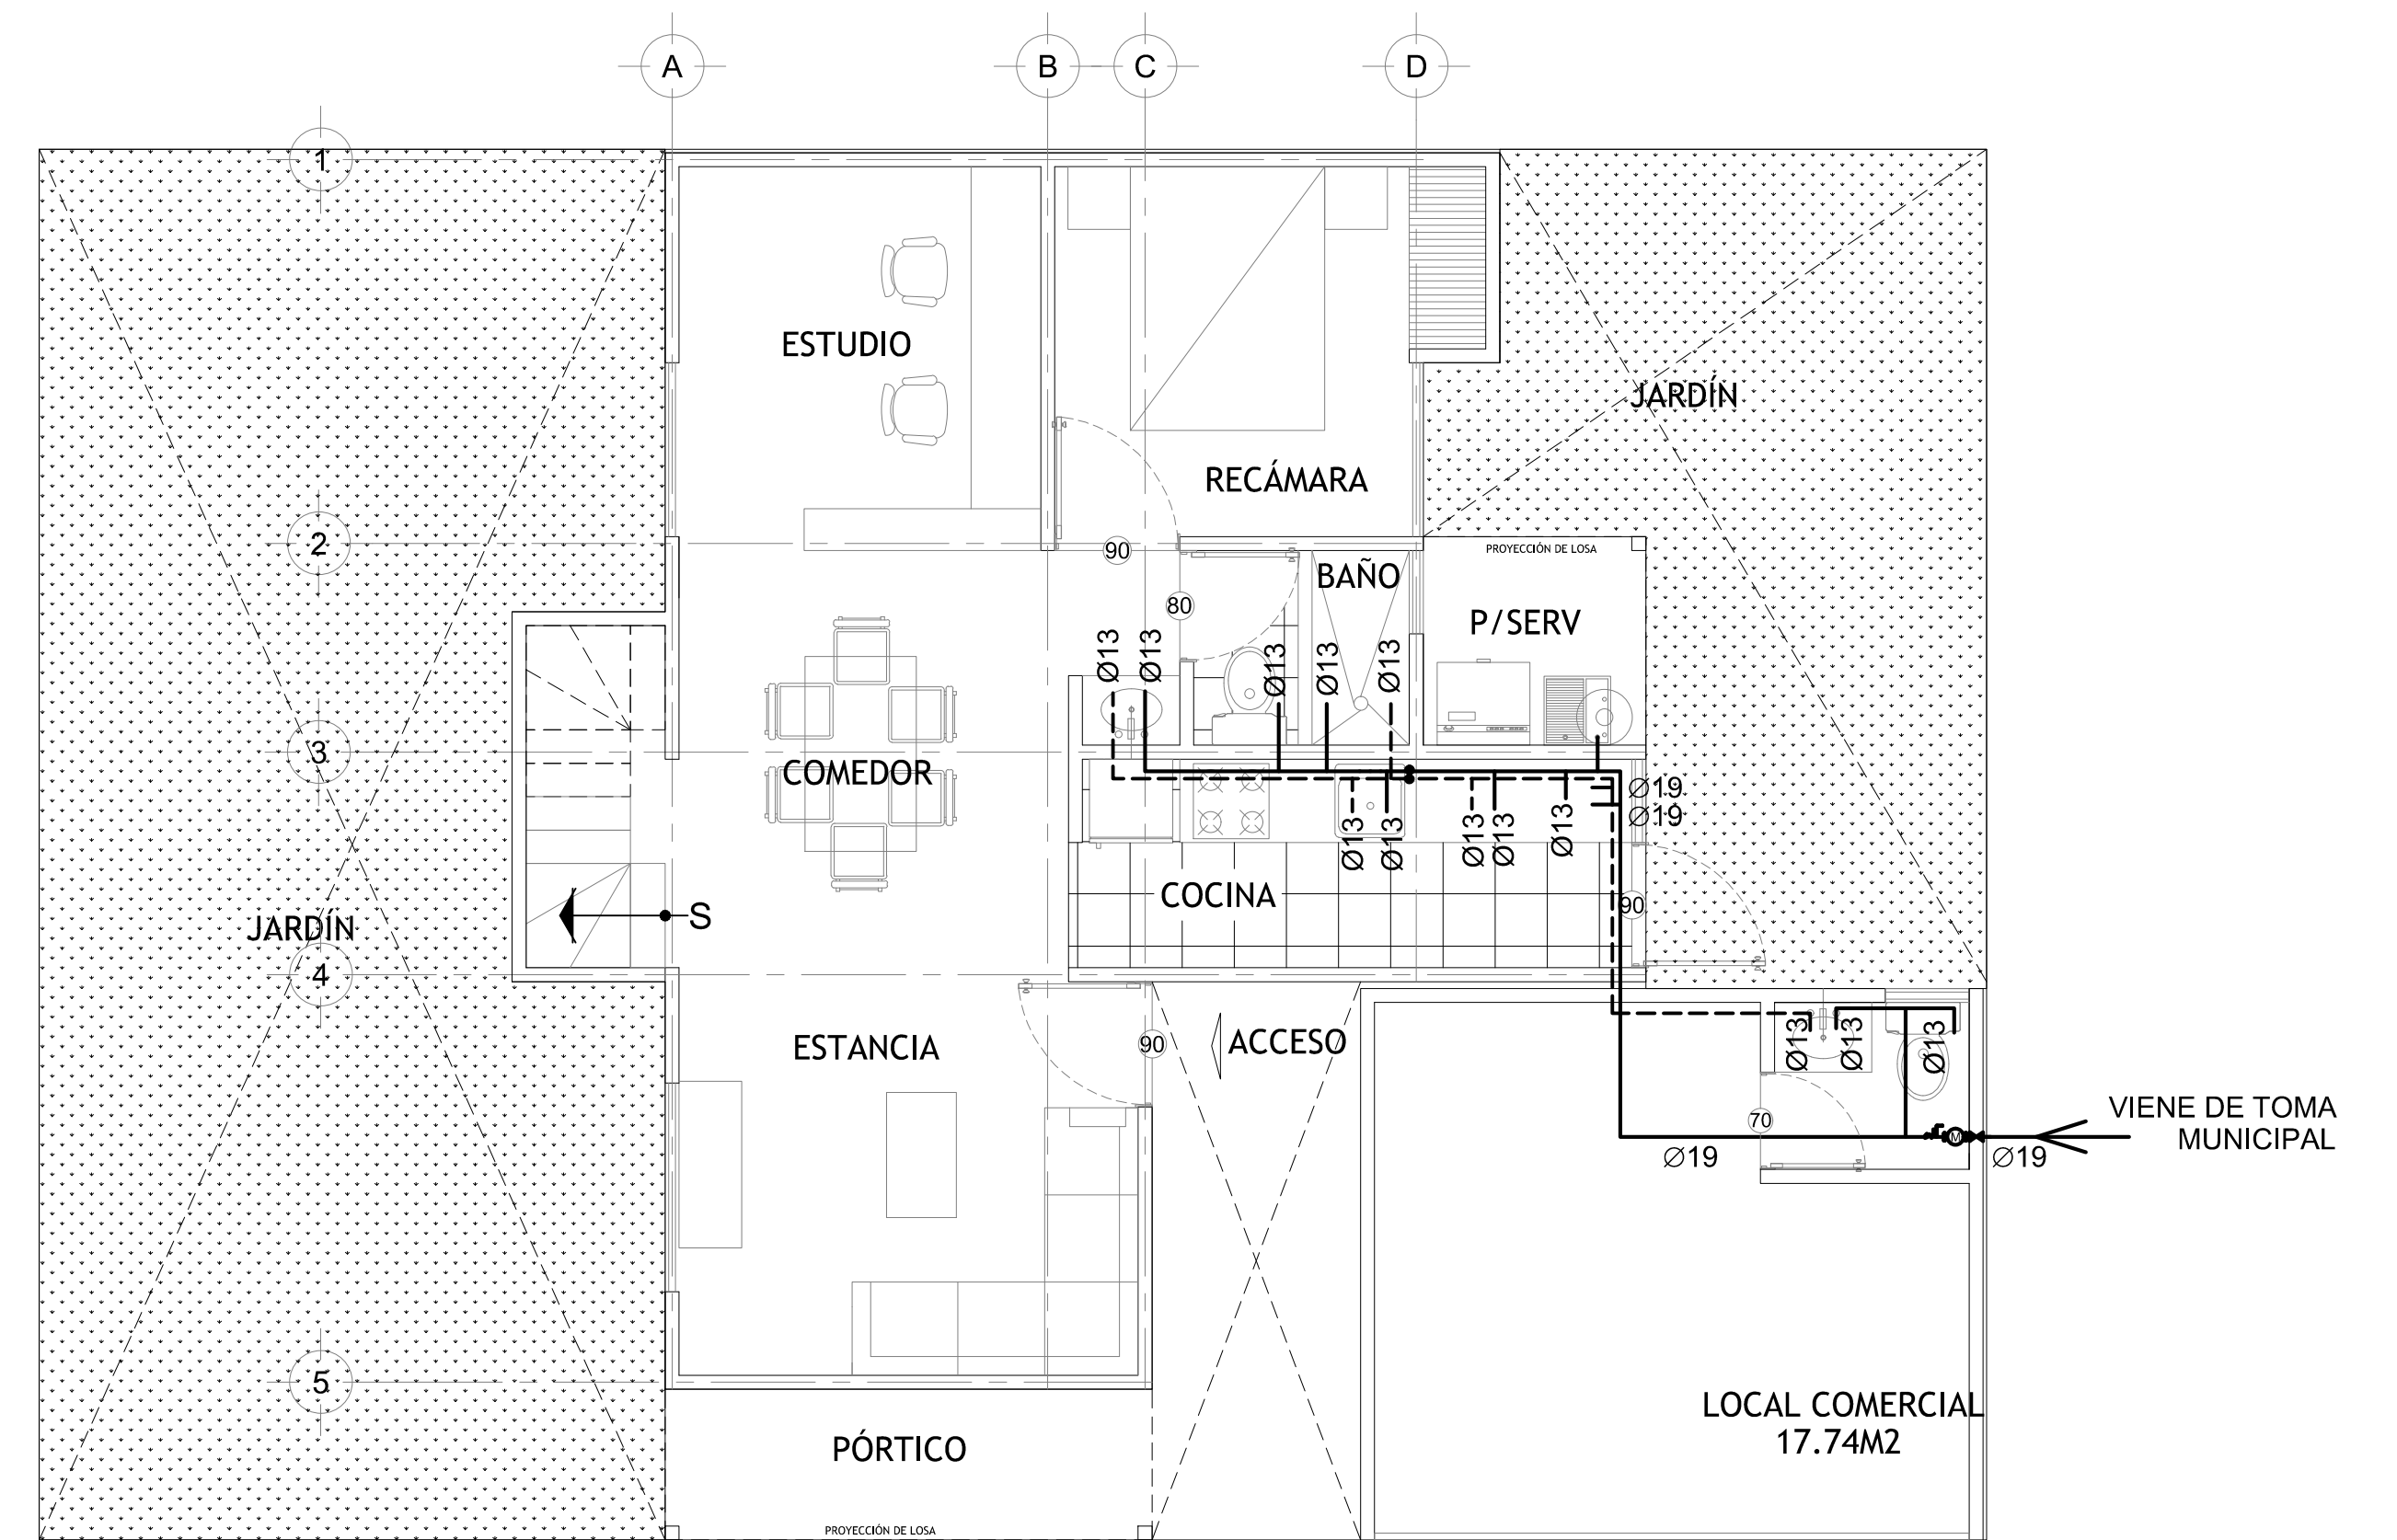 A
B
C
D
1
ESTUDIO
JARDÍN
RECÁMARA
2
90
PROYECCIÓN DE LOSA
BAÑO
80
P/SERV
Ø13
Ø13
Ø13
Ø13
Ø13
3
COMEDOR
Ø19
Ø19
Ø13
Ø13
Ø13
Ø13
Ø13
COCINA
90
S
JARDÍN
4
ESTANCIA
90
ACCESO
Ø13
Ø13
Ø13
70
M
VIENE DE TOMA
MUNICIPAL
Ø19
Ø19
5
LOCAL COMERCIAL
17.74M2
PÓRTICO
PROYECCIÓN DE LOSA